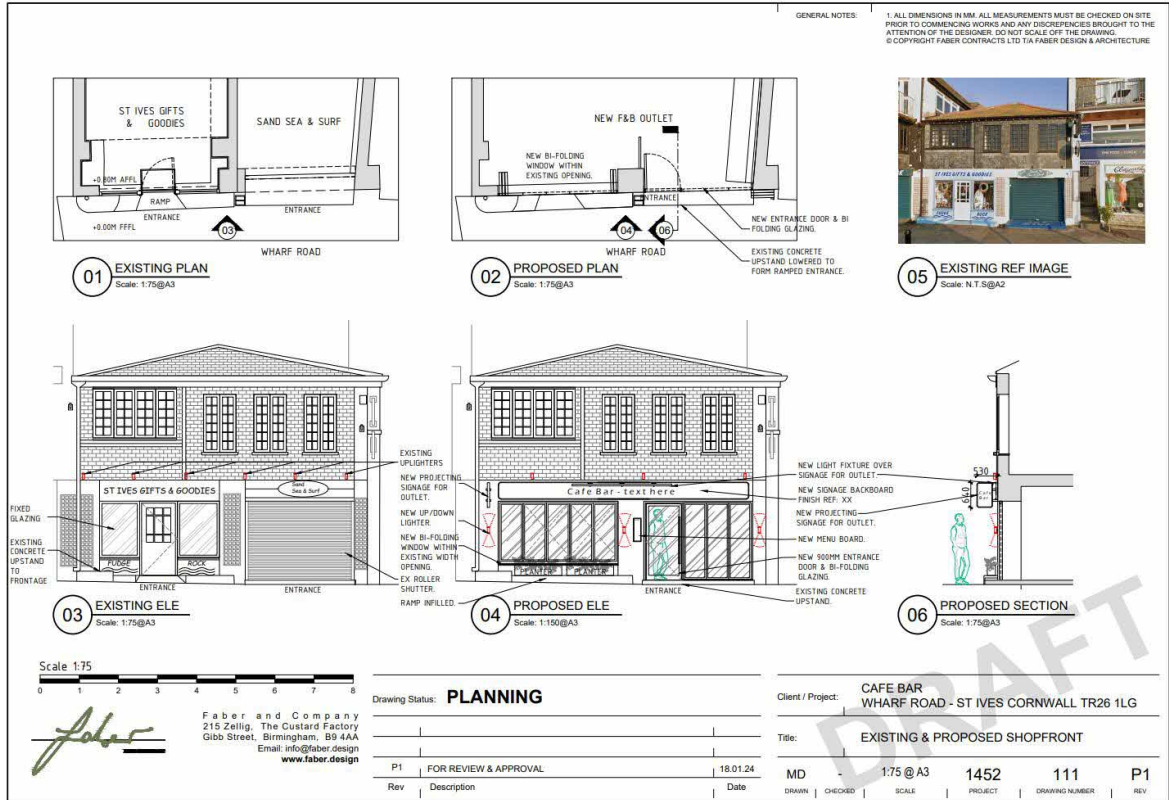 GENERAL NOTES:
1. ALL DIMENSIONS IN MM. ALL MEASUREMENTS MUST BE CHECKED ON SITE
PRIOR TO COMMENCING WORKS AND ANY DISCREPENCIES BROUGHT TO THE
ATTENTION OF THE DESIGNER. DO NOT SCALE OFF THE DRAWING.
© COPYRIGHT FABER CONTRACTS LTD T/A FABER DESIGN & ARCHITECTURE
ST IVES GIFTS
& GOODIES
SAND SEA & SURF
+0.80M AFFL
RAMP
ENTRANCE
ENTRANCE
+0.00M FFFL
03
WHARF ROAD
01
EXISTING PLAN
Scale: 1:75@A3
NEW F&B OUTLET
NEW BI-FOLDING
WINDOW WITHIN
EXISTING OPENING.
ENTRANCE
NEW ENTRANCE DOOR & BI
FOLDING GLAZING.
04
06
WHARF ROAD
EXISTING CONCRETE
UPSTAND LOWERED TO
FORM RAMPED ENTRANCE.
02
PROPOSED PLAN
Scale: 1:75@A3
ST IVES GIFTS & GOODIES
05
EXISTING REF IMAGE
Scale: N.T.S@A2
ST IVES GIFTS & GOODIES
Sand
Sea & Surf
FIXED
GLAZING
EXISTING
CONCRETE
UPSTAND
TO
FRONTAGE
FUDGE
ROCK
ENTRANCE
ENTRANCE
03
EXISTING ELE
Scale: 1:75@A3
EXISTING
UPLIGHTERS
NEW PROJECTING
SIGNAGE FOR
OUTLET.
NEW UP/DOWN
LIGHTER.
NEW BI-FOLDING
WINDOW WITHIN
EXISTING WIDTH
OPENING.
EX ROLLER
SHUTTER.
RAMP INFILLED.
Cafe Bar - text here
PLANTER
PLANTER
ENTRANCE
04
PROPOSED ELE
Scale: 1:150@A3
NEW LIGHT FIXTURE OVER
SIGNAGE FOR OUTLET
NEW SIGNAGE BACKBOARD
FINISH REF: XX
NEW PROJECTING
SIGNAGE FOR OUTLET.
NEW MENU BOARD.
NEW 900MM ENTRANCE
DOOR & BI-FOLDING
GLAZING.
EXISTING CONCRETE
UPSTAND.
530
640
Cafe
Bar
06
PROPOSED SECTION
Scale: 1:75@A3
DRAFT
Scale 1:75
0 1 2 3 4 5 6 7 8
faber
Faber and Company
215 Zellig, The Custard Factory
Gibb Street, Birmingham, B9 4AA
Email: info@faber.design
www.faber.design
Drawing Status: PLANNING
P1 FOR REVIEW & APPROVAL 18.01.24
Rev Description Date
Client / Project:
CAFE BAR
WHARF ROAD - ST IVES CORNWALL TR26 1LG
Title: EXISTING & PROPOSED SHOPFRONT
MD - 1:75 @ A3 1452 111 P1
DRAWN CHECKED SCALE PROJECT DRAWING NUMBER REV